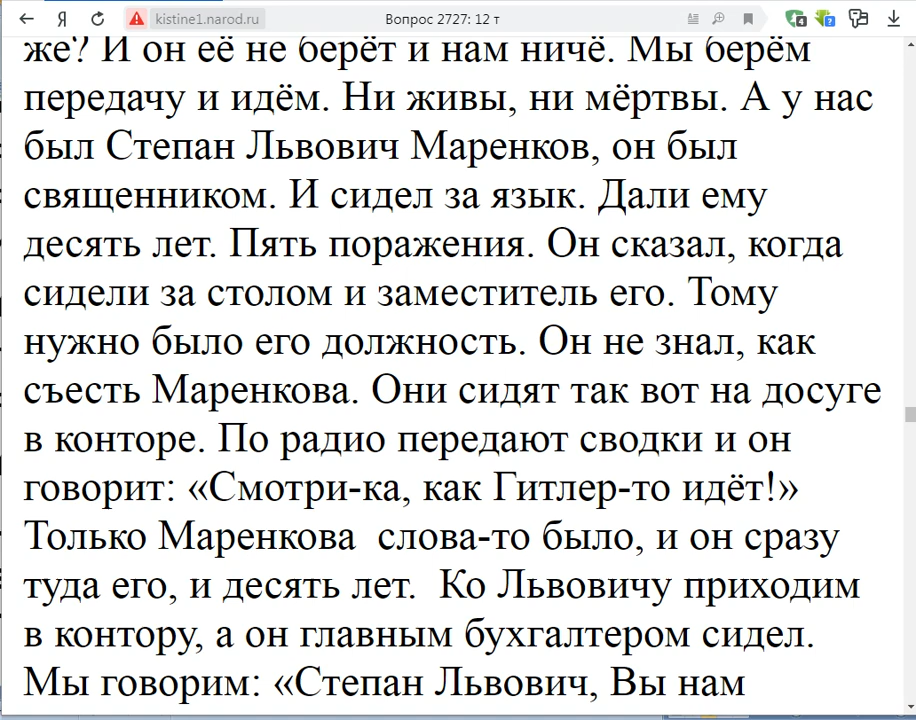 Я kistine1.narod.ru Вопрос 2727: 12 т 4 ?
же? И он её не берёт и нам ничё. Мы берём
передачу и идём. Ни живы, ни мёртвы. А у нас
был Степан Львович Маренков, он был
священником. И сидел за язык. Дали ему
десять лет. Пять поражения. Он сказал, когда
сидели за столом и заместитель его. Тому
нужно было его должность. Он не знал, как
съесть Маренкова. Они сидят так вот на досуге
в конторе. По радио передают сводки и он
говорит: «Смотри-ка, как Гитлер-то идёт!»
Только Маренкова  слова-то было, и он сразу
туда его, и десять лет.  Ко Львовичу приходим
в контору, а он главным бухгалтером сидел.
Мы говорим: «Степан Львович, Вы нам